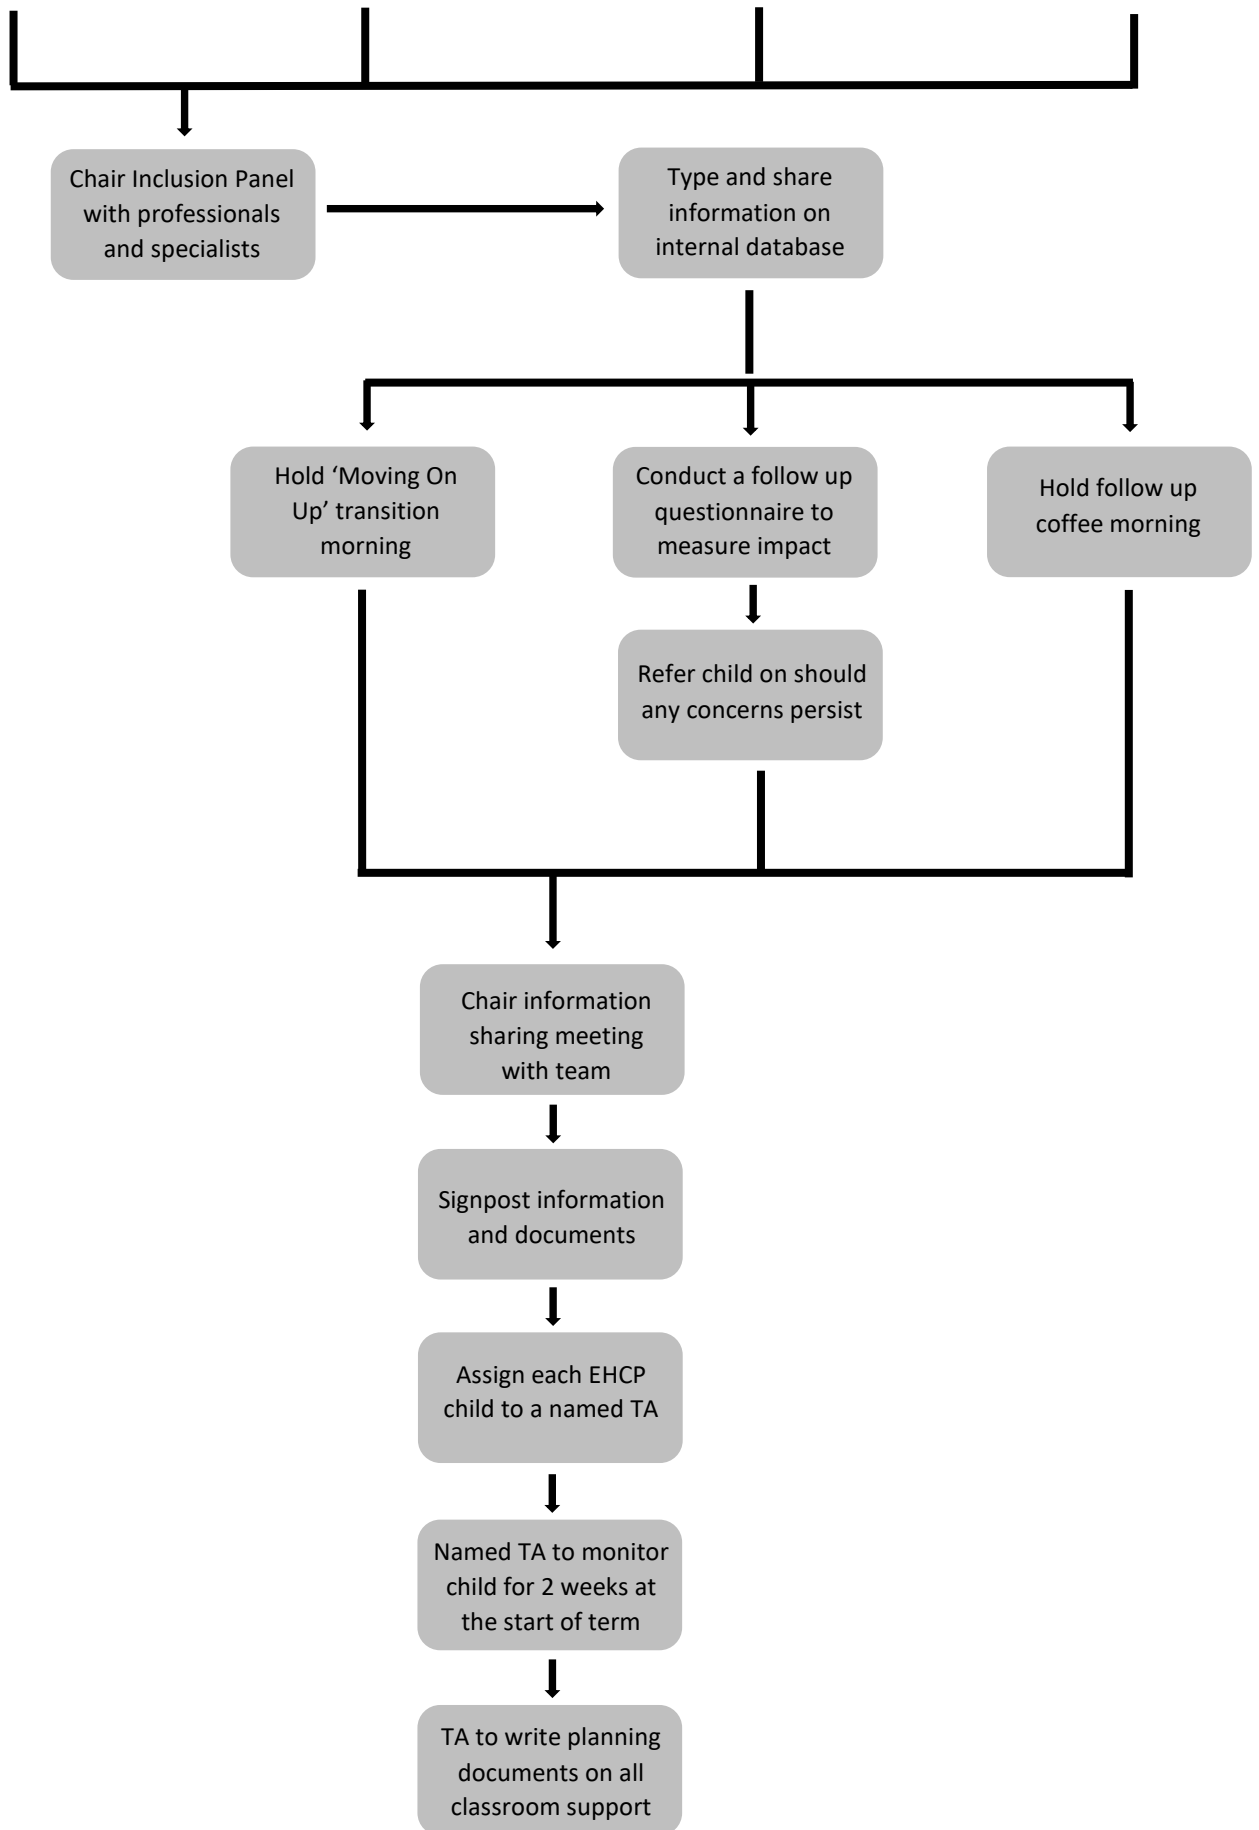 Chair Inclusion Panel
with professionals
and specialists
Type and share
information on
internal database
Hold ‘Moving On
Up’ transition
morning
Conduct a follow up
questionnaire to
measure impact
Hold follow up
coffee morning
Refer child on should
any concerns persist
Chair information
sharing meeting
with team
Signpost information
and documents
Assign each EHCP
child to a named TA
Named TA to monitor
child for 2 weeks at
the start of term
TA to write planning
documents on all
classroom support